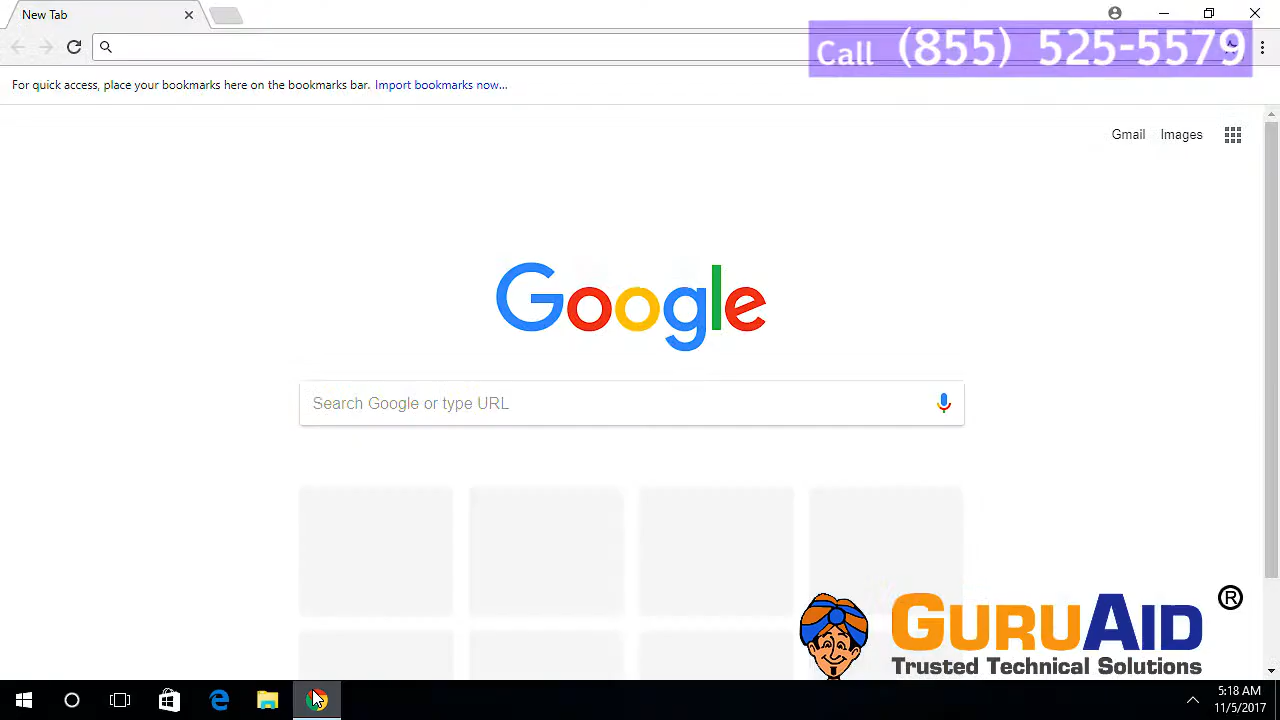 New Tab
Call (855) 525-5579
For quick access, place your bookmarks here on the bookmarks bar. Import bookmarks now...
Gmail Images
Google
Search Google or type URL
GURUAID ®
Trusted Technical Solutions
5:18 AM
11/5/2017